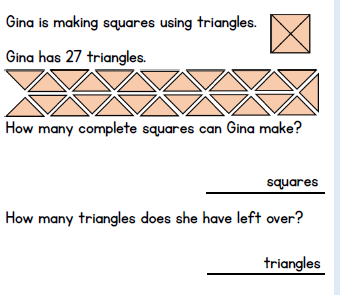 Gina is making squares using triangles.
Gina has 27 triangles.
How many complete squares can Gina make?
squares
How many triangles does she have left over?
triangles